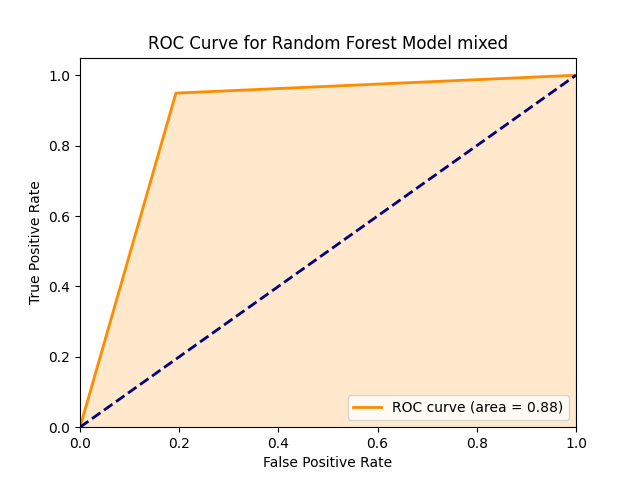 ROC Curve for Random Forest Model mixed
True Positive Rate
1.0
0.8
0.6
0.4
0.2
0.0
ROC curve (area = 0.88)
0.0 0.2 0.4 0.6 0.8 1.0
False Positive Rate